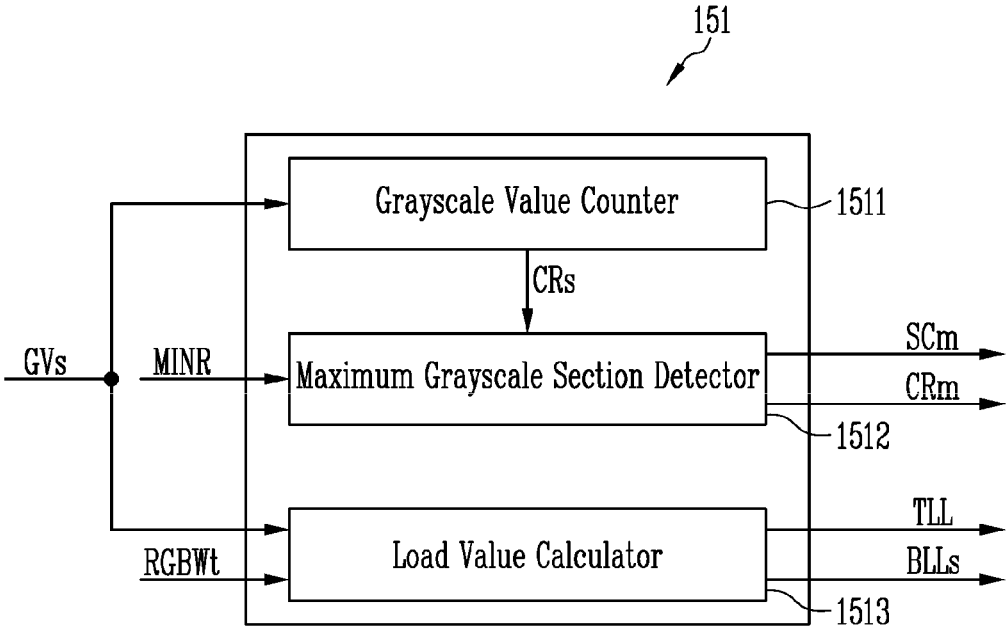 151
Grayscale Value Counter
1511
CRs
GVs
MINR
Maximum Grayscale Section Detector
SCm
CRm
1512
RGBWt
Load Value Calculator
TLL
BLLs
1513